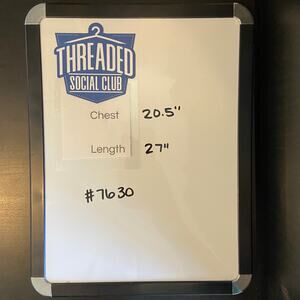 THREADED
SOCIAL CLUB
Chest 20.5"
Length 27"
#7630